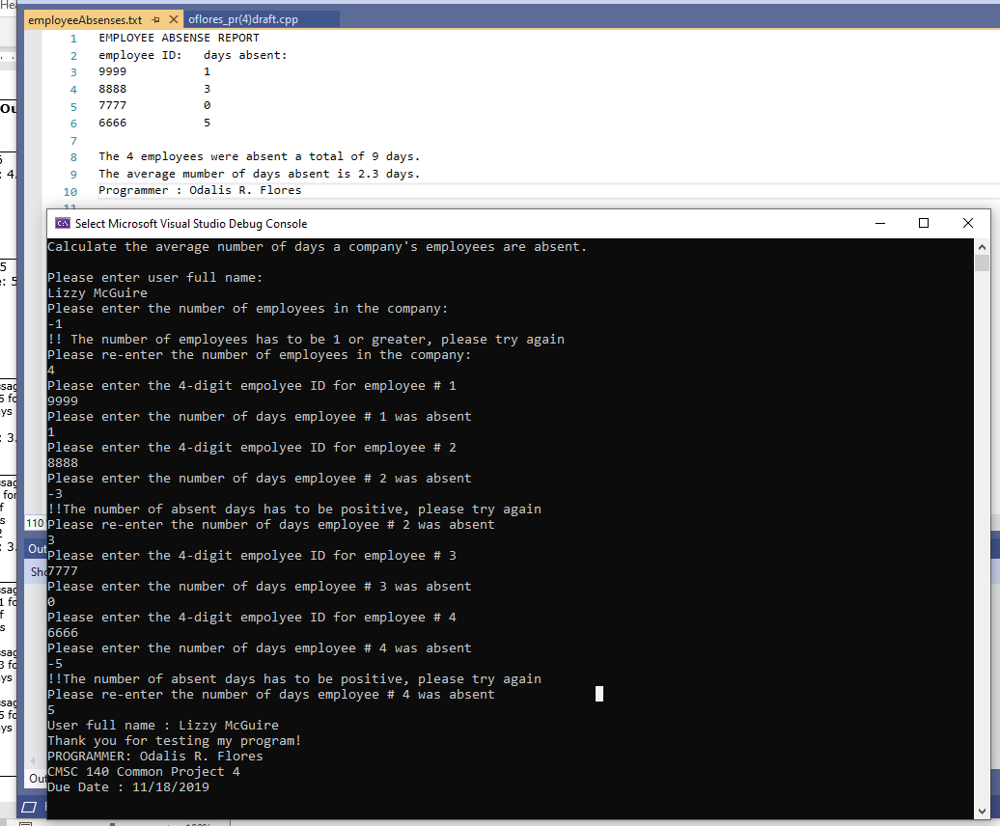 employeeAbsenses.txt
oflores_pr(4)draft.cpp
1 EMPLOYEE ABSENSE REPORT
2 employee ID: days absent:
3 9999 1
4 8888 3
5 7777 0
6 6666 5
7
8 The 4 employees were absent a total of 9 days.
9 The average mumber of days absent is 2.3 days.
10 Programmer : Odalis R. Flores
11
Select Microsoft Visual Studio Debug Console
Calculate the average number of days a company's employees are absent.
Please enter user full name:
Lizzy McGuire
Please enter the number of employees in the company:
-1
!! The number of employees has to be 1 or greater, please try again
Please re-enter the number of employees in the company:
4
Please enter the 4-digit empolyee ID for employee # 1
9999
Please enter the number of days employee # 1 was absent
1
Please enter the 4-digit empolyee ID for employee # 2
8888
Please enter the number of days employee # 2 was absent
-3
!!The number of absent days has to be positive, please try again
Please re-enter the number of days employee # 2 was absent
3
Please enter the 4-digit empolyee ID for employee # 3
7777
Please enter the number of days employee # 3 was absent
0
Please enter the 4-digit empolyee ID for employee # 4
6666
Please enter the number of days employee # 4 was absent
-5
!!The number of absent days has to be positive, please try again
Please re-enter the number of days employee # 4 was absent
5
User full name : Lizzy McGuire
Thank you for testing my program!
PROGRAMMER: Odalis R. Flores
CMSC 140 Common Project 4
Due Date : 11/18/2019
110